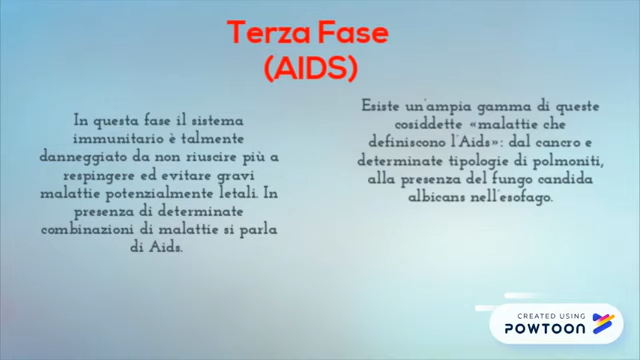 Terza Fase
(AIDS)
In questa fase il sistema
immunitario è talmente
danneggiato da non riuscire più a
respingere ed evitare gravi
malattie potenzialmente letali. In
presenza di determinate
combinazioni di malattie si parla
di Aids.
Esiste un'ampia gamma di queste
cosiddette «malattie che
definiscono l'Aids»: dal cancro e
determinate tipologie di polmoniti,
alla presenza del fungo candida
albicans nell'esofago.
CREATED USING
POWTOON